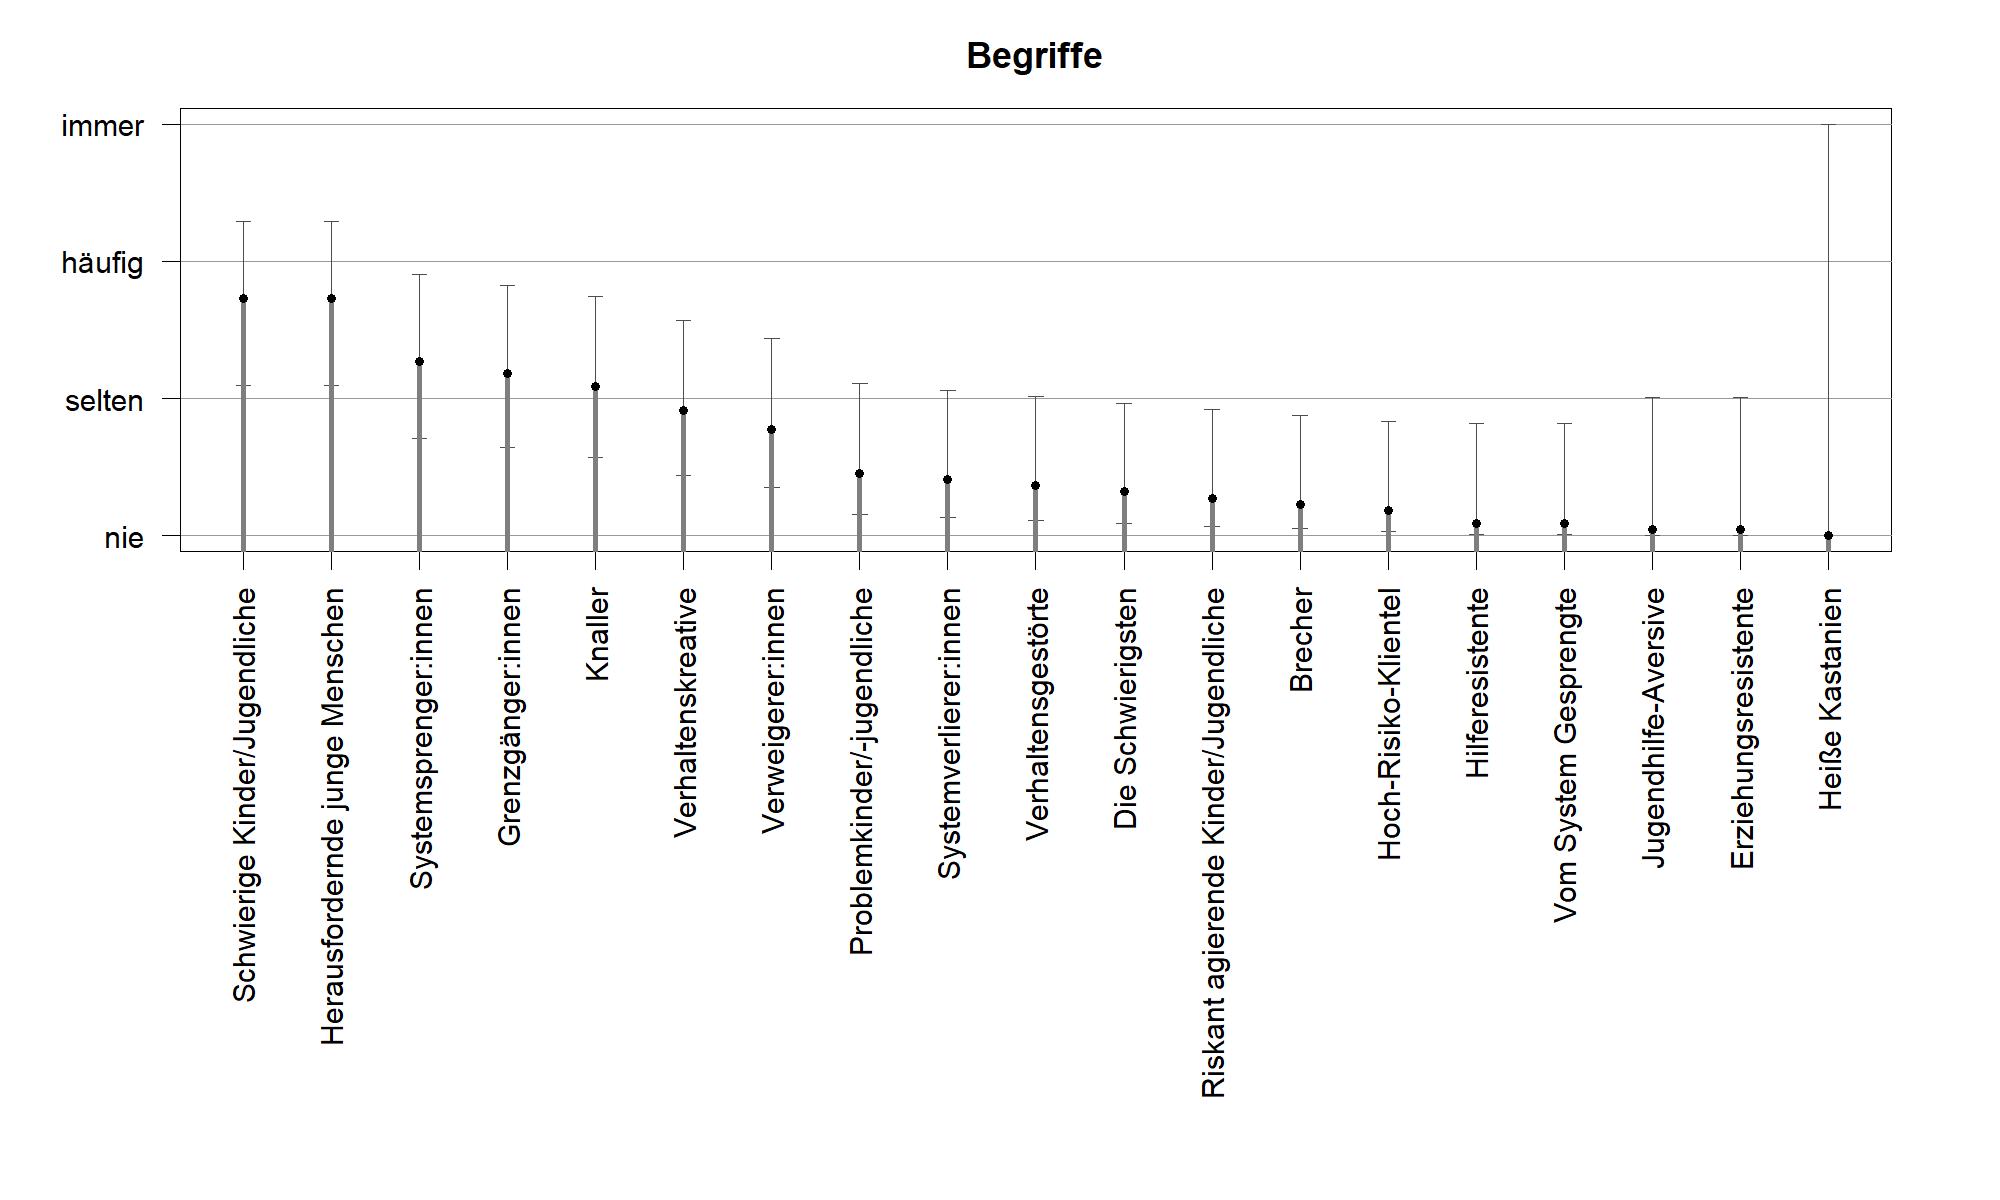 Begriffe
immer
häufig
selten
nie
Schwierige Kinder/Jugendliche
Herausfordernde junge Menschen
Systemsprenger:innen
Grenzgänger:innen
Knaller
Verhaltenskreative
Verweigerer:innen
Problemkinder/-jugendliche
Systemverlierer:innen
Verhaltensgestörte
Die Schwierigsten
Riskant agierende Kinder/Jugendliche
Brecher
Hoch-Risiko-Klientel
Hilferesistente
Vom System Gesprengte
Jugendhilfe-Aversive
Erziehungsresistente
Heiße Kastanien